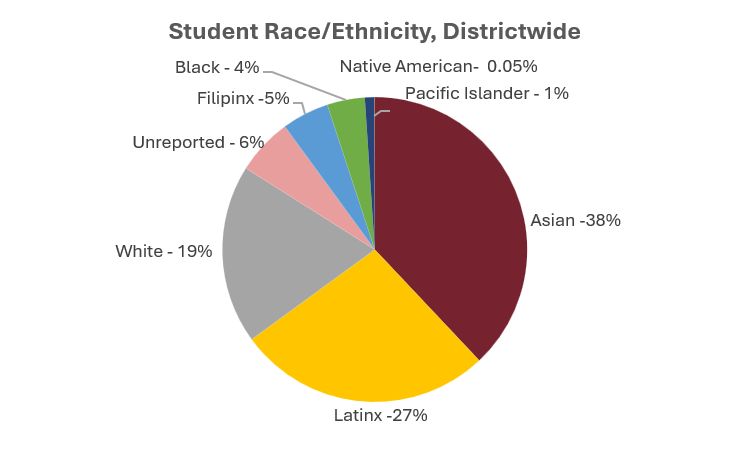 Student Race/Ethnicity, Districtwide
Native American-  0.05%
Black - 4%
Pacific Islander - 1%
Filipinx -5%
Unreported - 6%
Asian -38%
White - 19%
Latinx -27%